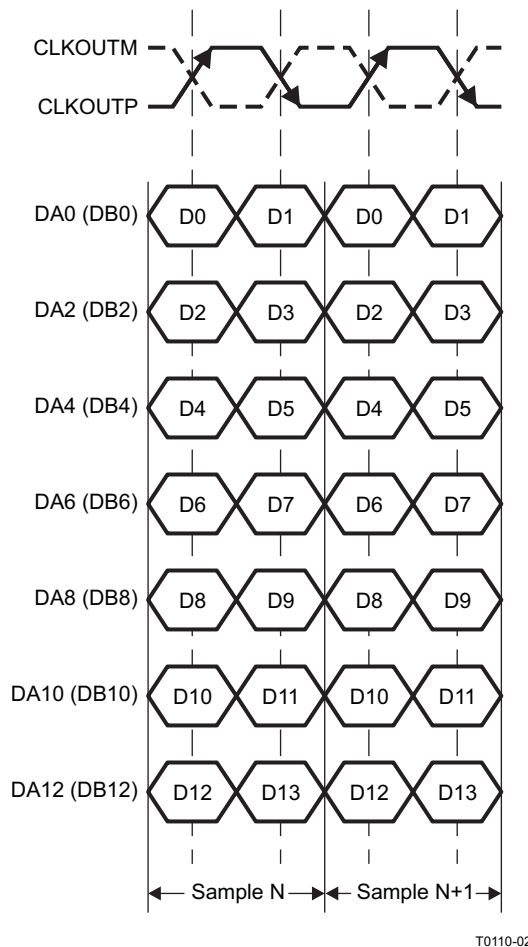 CLKOUTM
CLKOUTP
DA0 (DB0) D0 D1 D0 D1
DA2 (DB2) D2 D3 D2 D3
DA4 (DB4) D4 D5 D4 D5
DA6 (DB6) D6 D7 D6 D7
DA8 (DB8) D8 D9 D8 D9
DA10 (DB10) D10 D11 D10 D11
DA12 (DB12) D12 D13 D12 D13
Sample N Sample N+1
T0110-02